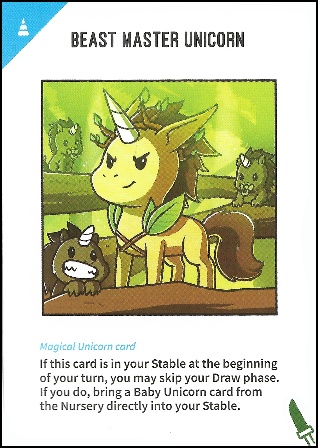 BEAST MASTER UNICORN
Magical Unicorn card
If this card is in your Stable at the beginning
of your turn, you may skip your Draw phase.
If you do, bring a Baby Unicorn card from
the Nursery directly into your Stable.